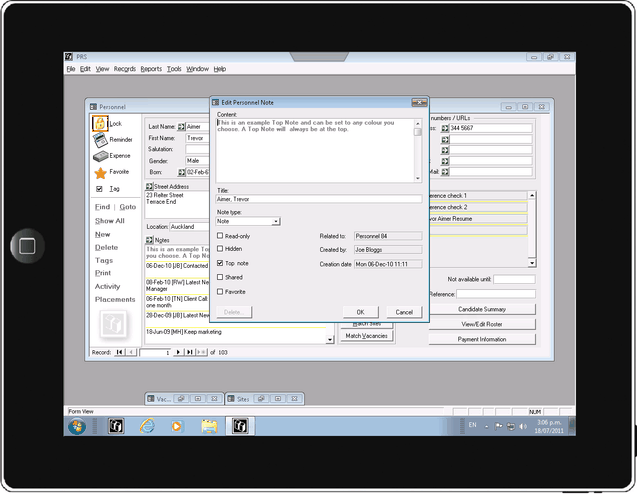 PRS
File Edit View Records Reports Tools Window Help
Personnel
Lock
Reminder
Expense
Favorite
Tag
Find | Goto
Show All
New
Delete
Tags
Print
Activity
Placements
Last Name: Aimer
First Name: Trevor
Salutation:
Gender: Male
Born: 02-Feb-6
Street Address
23 Reiter Street
Terrace End
Location: Auckland
Notes
This is an example Top
you choose. A Top Note
06-Dec-10 [JB] Contacted
08-Feb-10 [RW] Latest New
Manager
06-Feb-10 [TN] Client Call:
one month
28-Dec-09 [JB] Latest New
18-Jun-09 [MH] Keep marketing
Record: 1 of 103
Edit Personnel Note
Content:
This is an example Top Note and can be set to any colour you
choose. A Top Note will always be at the top.
Title:
Aimer, Trevor
Note type:
Note
Read-only
Hidden
Top note
Shared
Favorite
Related to: Personnel 84
Created by: Joe Bloggs
Creation date Mon 06-Dec-10 11:11
Delete...
OK
Cancel
numbers / URLs
ss: 344 5667
Mail:
erence check 1
erence check 2
vor Aimer Resume
Not available until:
Reference:
Candidate Summary
View/Edit Roster
Payment Information
Match Sites
Match Vacancies
Vac...
Sites
Form View
NUM
EN
3:06 p.m.
18/07/2011